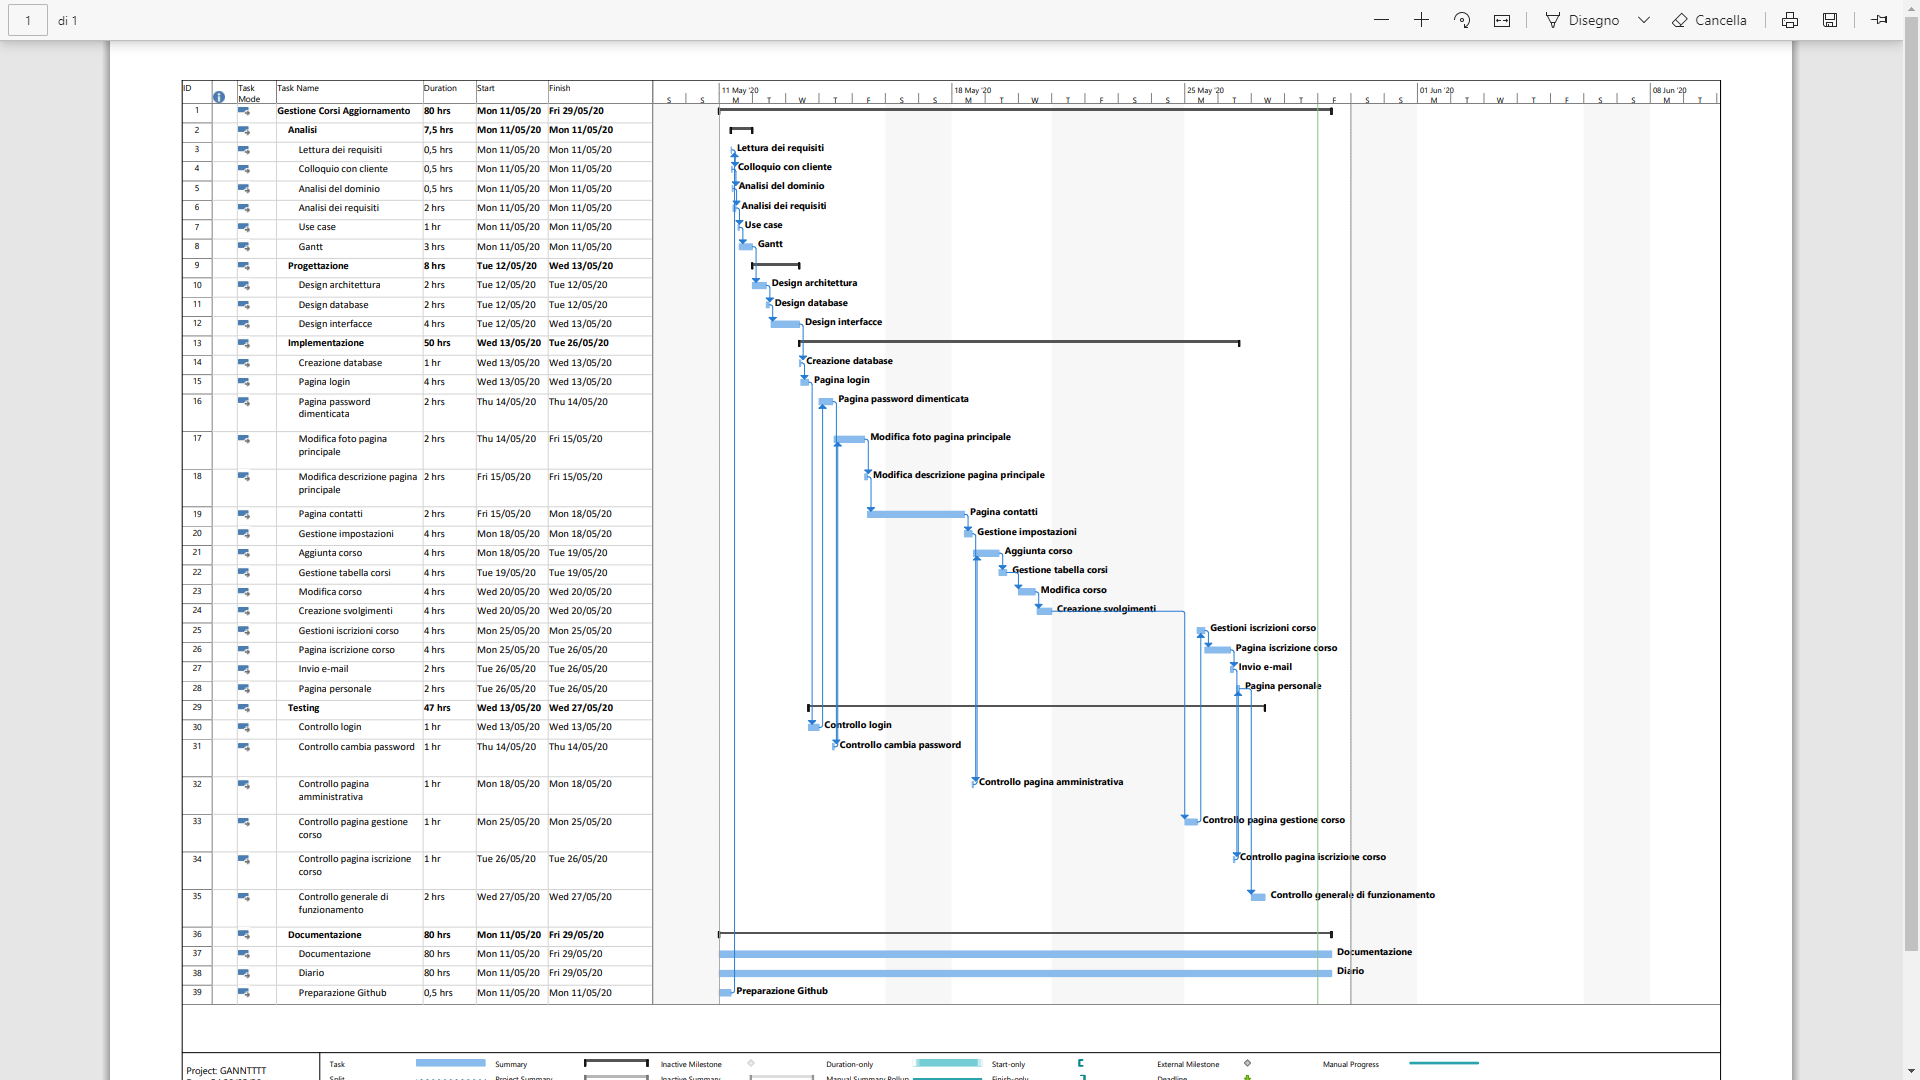 1 di 1 Disegno Cancella
ID Task Mode Task Name Duration Start Finish
11 May '20 18 May '20 25 May '20 01 Jun '20 08 Jun '20
S S M T W T F S S M T W T F S S M T W T F S S M T W T F S S M T
1 Gestione Corsi Aggiornamento 80 hrs Mon 11/05/20 Fri 29/05/20
2 Analisi 7,5 hrs Mon 11/05/20 Mon 11/05/20
3 Lettura dei requisiti 0,5 hrs Mon 11/05/20 Mon 11/05/20 Lettura dei requisiti
4 Colloquio con cliente 0,5 hrs Mon 11/05/20 Mon 11/05/20 Colloquio con cliente
5 Analisi del dominio 0,5 hrs Mon 11/05/20 Mon 11/05/20 Analisi del dominio
6 Analisi dei requisiti 2 hrs Mon 11/05/20 Mon 11/05/20 Analisi dei requisiti
7 Use case 1 hr Mon 11/05/20 Mon 11/05/20 Use case
8 Gantt 3 hrs Mon 11/05/20 Mon 11/05/20 Gantt
9 Progettazione 8 hrs Tue 12/05/20 Wed 13/05/20
10 Design architettura 2 hrs Tue 12/05/20 Tue 12/05/20 Design architettura
11 Design database 2 hrs Tue 12/05/20 Tue 12/05/20 Design database
12 Design interfacce 4 hrs Tue 12/05/20 Wed 13/05/20 Design interfacce
13 Implementazione 50 hrs Wed 13/05/20 Tue 26/05/20
14 Creazione database 1 hr Wed 13/05/20 Wed 13/05/20 Creazione database
15 Pagina login 4 hrs Wed 13/05/20 Wed 13/05/20 Pagina login
16 Pagina password dimenticata 2 hrs Thu 14/05/20 Thu 14/05/20 Pagina password dimenticata
17 Modifica foto pagina principale 2 hrs Thu 14/05/20 Fri 15/05/20 Modifica foto pagina principale
18 Modifica descrizione pagina principale 2 hrs Fri 15/05/20 Fri 15/05/20 Modifica descrizione pagina principale
19 Pagina contatti 2 hrs Fri 15/05/20 Mon 18/05/20 Pagina contatti
20 Gestione impostazioni 4 hrs Mon 18/05/20 Mon 18/05/20 Gestione impostazioni
21 Aggiunta corso 4 hrs Mon 18/05/20 Tue 19/05/20 Aggiunta corso
22 Gestione tabella corsi 4 hrs Tue 19/05/20 Tue 19/05/20 Gestione tabella corsi
23 Modifica corso 4 hrs Wed 20/05/20 Wed 20/05/20 Modifica corso
24 Creazione svolgimenti 4 hrs Wed 20/05/20 Wed 20/05/20 Creazione svolgimenti
25 Gestioni iscrizioni corso 4 hrs Mon 25/05/20 Mon 25/05/20 Gestioni iscrizioni corso
26 Pagina iscrizione corso 4 hrs Mon 25/05/20 Tue 26/05/20 Pagina iscrizione corso
27 Invio e-mail 2 hrs Tue 26/05/20 Tue 26/05/20 Invio e-mail
28 Pagina personale 2 hrs Tue 26/05/20 Tue 26/05/20 Pagina personale
29 Testing 47 hrs Wed 13/05/20 Wed 27/05/20
30 Controllo login 1 hr Wed 13/05/20 Wed 13/05/20 Controllo login
31 Controllo cambia password 1 hr Thu 14/05/20 Thu 14/05/20 Controllo cambia password
32 Controllo pagina amministrativa 1 hr Mon 18/05/20 Mon 18/05/20 Controllo pagina amministrativa
33 Controllo pagina gestione corso 1 hr Mon 25/05/20 Mon 25/05/20 Controllo pagina gestione corso
34 Controllo pagina iscrizione corso 1 hr Tue 26/05/20 Tue 26/05/20 Controllo pagina iscrizione corso
35 Controllo generale di funzionamento 2 hrs Wed 27/05/20 Wed 27/05/20 Controllo generale di funzionamento
36 Documentazione 80 hrs Mon 11/05/20 Fri 29/05/20
37 Documentazione 80 hrs Mon 11/05/20 Fri 29/05/20 Documentazione
38 Diario 80 hrs Mon 11/05/20 Fri 29/05/20 Diario
39 Preparazione Github 0,5 hrs Mon 11/05/20 Mon 11/05/20 Preparazione Github
Project: GANNTTTT
Task Summary Inactive Milestone Duration-only Start-only External Milestone Manual Progress
Split Project Summary Inactive Summary Manual Summary Rollup Finish-only Deadline